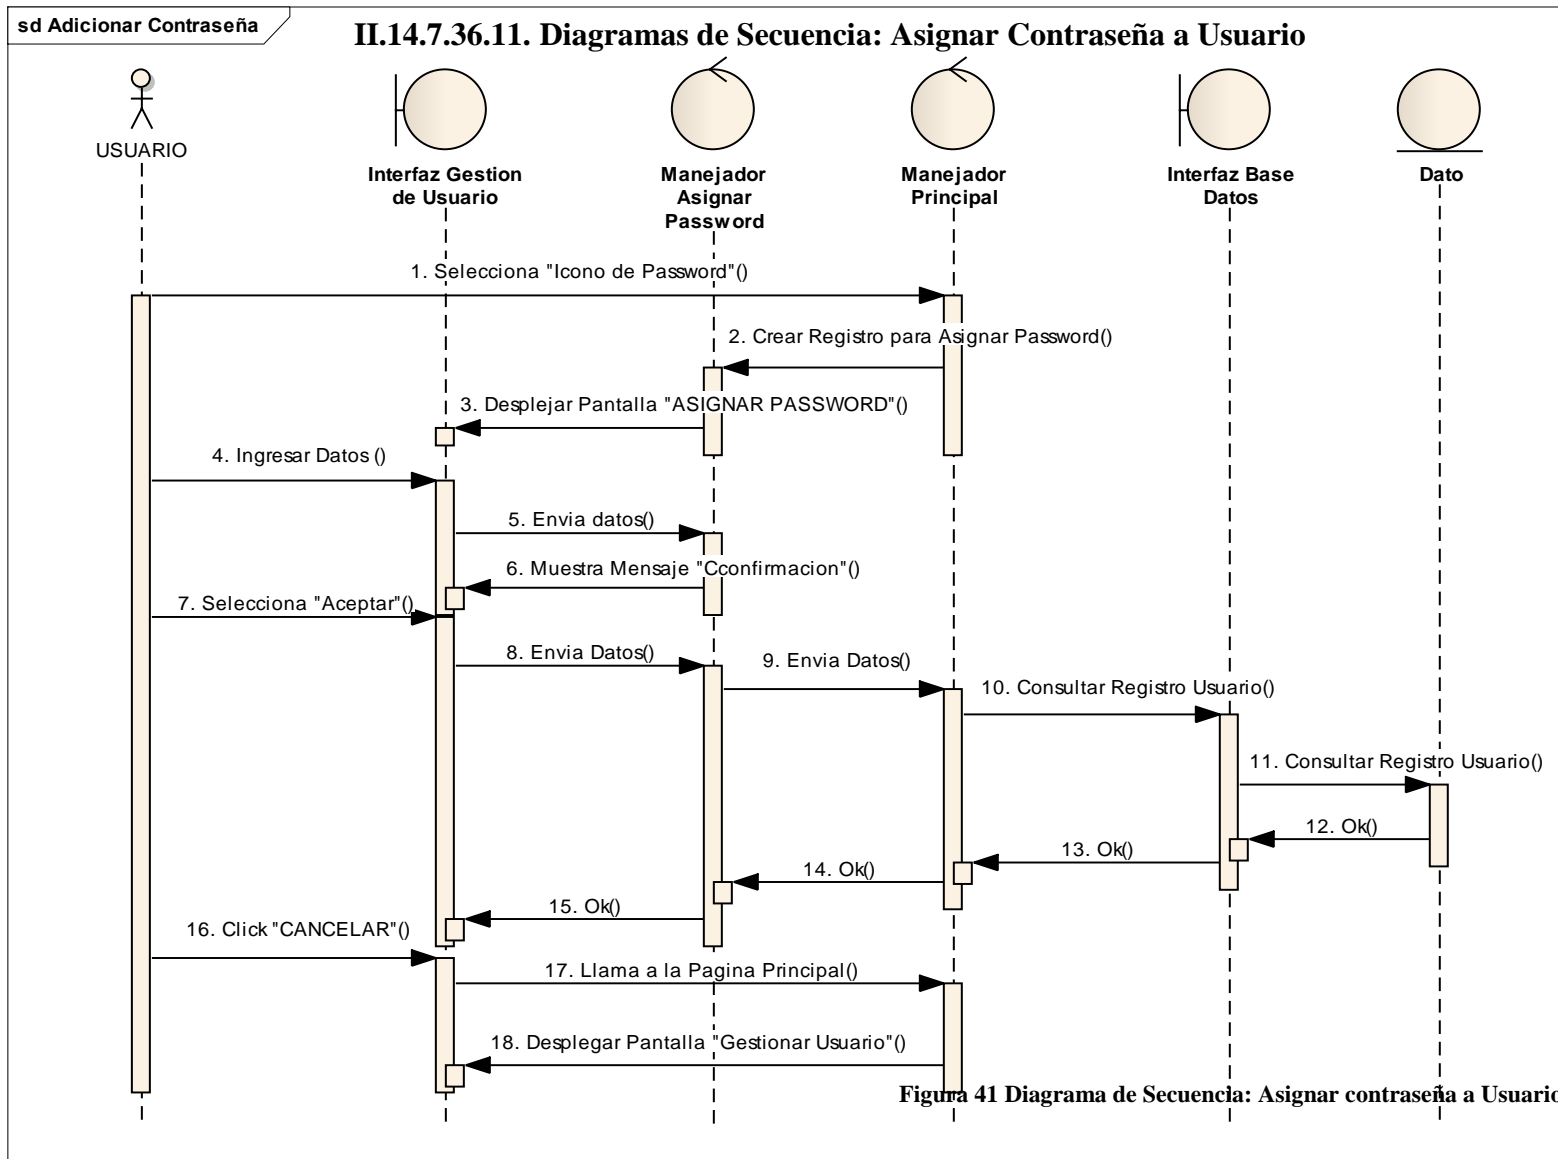 sd Adicionar Contraseña
II.14.7.36.11. Diagramas de Secuencia: Asignar Contraseña a Usuario
USUARIO
Interfaz Gestion
de Usuario
Manejador
Asignar
Password
Manejador
Principal
Interfaz Base
Datos
Dato
1. Selecciona "Icono de Password"()
2. Crear Registro para Asignar Password()
3. Desplejar Pantalla "ASIGNAR PASSWORD"()
4. Ingresar Datos ()
5. Envia datos()
6. Muestra Mensaje "Cconfirmacion"()
7. Selecciona "Aceptar"()
8. Envia Datos()
9. Envia Datos()
10. Consultar Registro Usuario()
11. Consultar Registro Usuario()
12. Ok()
13. Ok()
14. Ok()
15. Ok()
16. Click "CANCELAR"()
17. Llama a la Pagina Principal()
18. Desplegar Pantalla "Gestionar Usuario"()
Figura 41 Diagrama de Secuencia: Asignar contraseña a Usuario